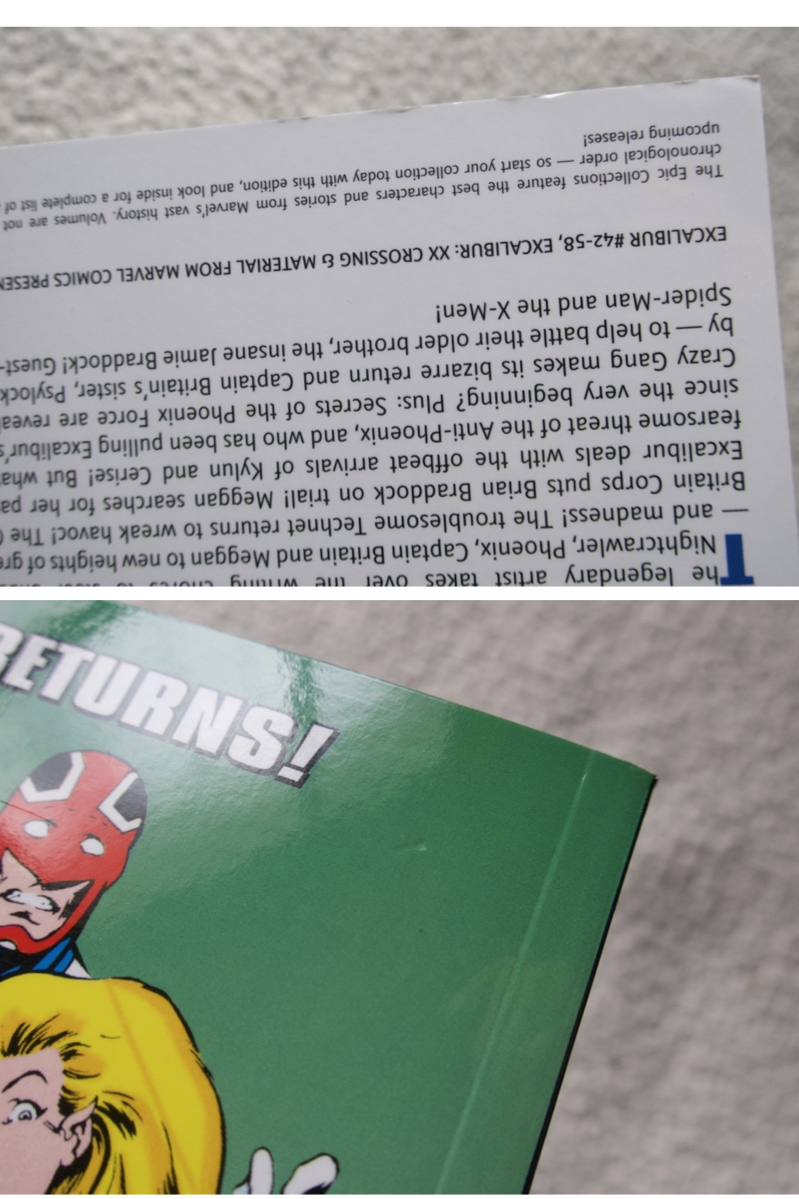 The legendary artist takes over the writing chores to steer
Nightcrawler, Phoenix, Captain Britain and Meggan to new heights of
— and madness! The troublesome Technet returns to wreak havoc! The
Britain Corps puts Brian Braddock on trial! Meggan searches for her
Excalibur deals with the offbeat arrivals of Kylun and Cerise! But
fearsome threat of the Anti-Phoenix, and who has been pulling Excalibur's
since the very beginning? Plus: Secrets of the Phoenix Force are
Crazy Gang makes its bizarre return and Captain Britain's sister,
by — to help battle their older brother, the insane Jamie Braddock! Guest-
Spider-Man and the X-Men!
EXCALIBUR #42-58, EXCALIBUR: XX CROSSING & MATERIAL FROM MARVEL COMICS
The Epic Collections feature the best characters and stories from Marvel's vast history. Volumes are not
chronological order — so start your collection today with this edition, and look inside for a complete list of
upcoming releases!
RETURNS!